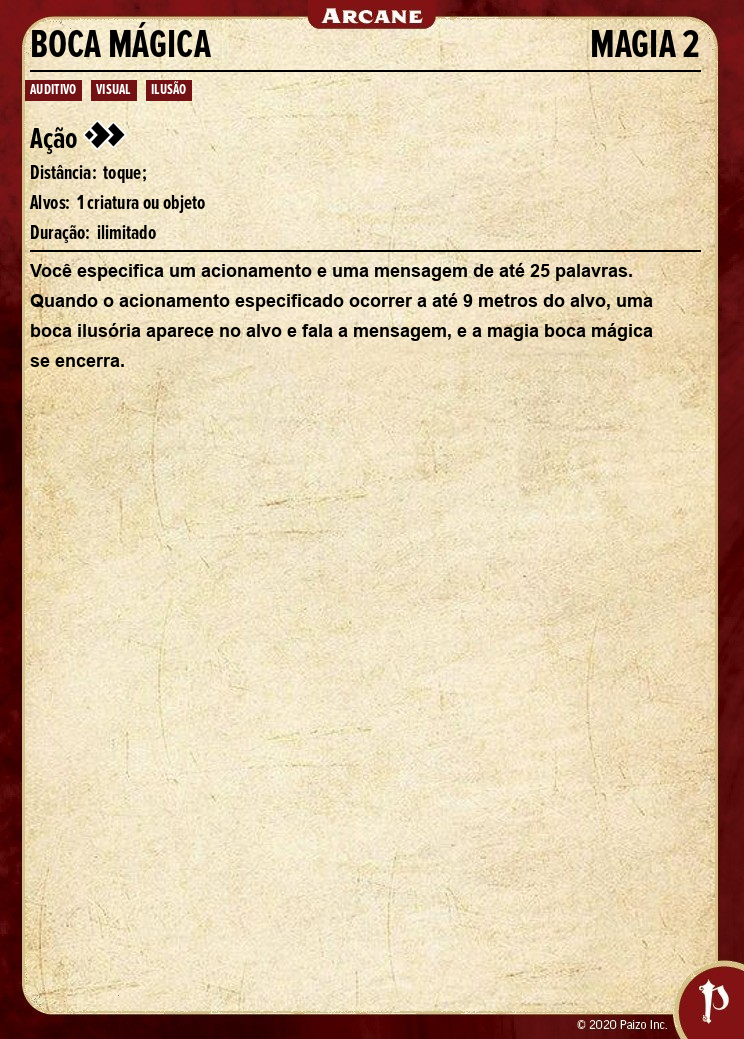 ARCANE
BOCA MÁGICA MAGIA 2
AUDITIVO VISUAL ILUSÃO
Ação
Distância: toque;
Alvos: 1 criatura ou objeto
Duração: ilimitado
Você especifica um acionamento e uma mensagem de até 25 palavras.
Quando o acionamento especificado ocorrer a até 9 metros do alvo, uma
boca ilusória aparece no alvo e fala a mensagem, e a magia boca mágica
se encerra.
© 2020 Paizo Inc.
P